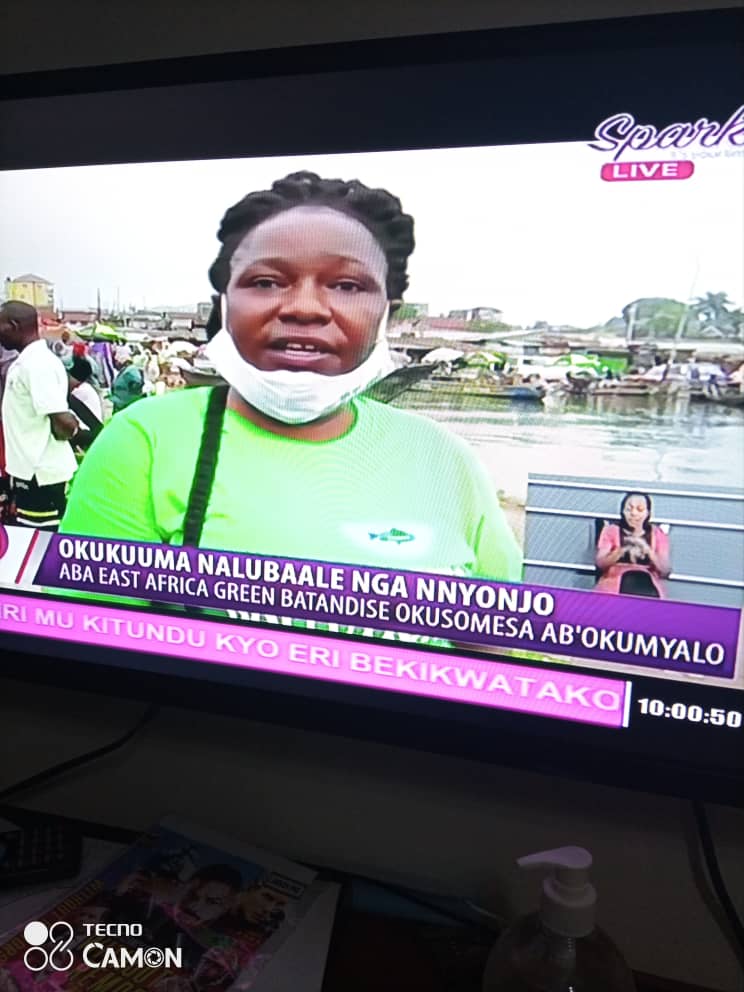 Spark
LIVE
OKUKUUMA NALUBAALE NGA NNYONJO
ABA EAST AFRICA GREEN BATANDISE OKUSOMESA AB'OKUMYALO
IRI MU KITUNDU KYO ERI BEKIKWATAKO
10:00:50
TECNO
CAMON